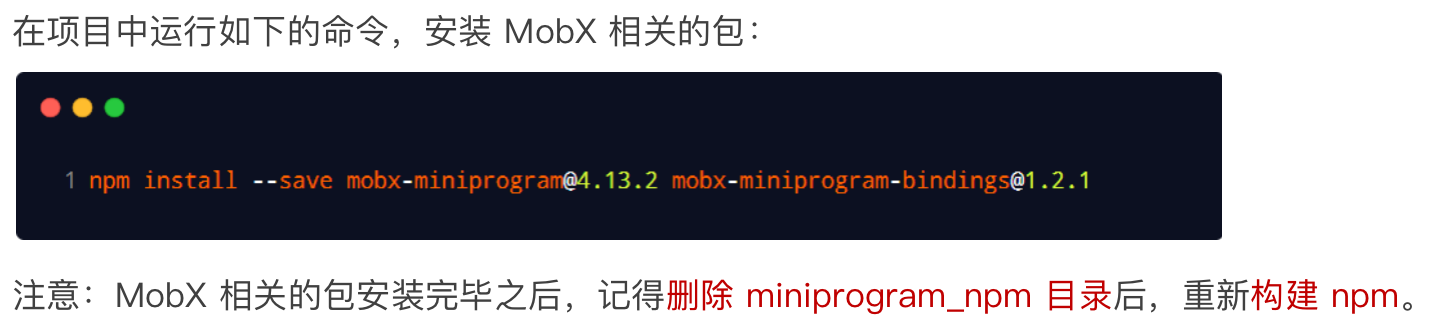 在项目中运行如下的命令，安装 MobX 相关的包：
1 npm install --save mobx-miniprogram@4.13.2 mobx-miniprogram-bindings@1.2.1
注意：MobX 相关的包安装完毕之后，记得删除 miniprogram_npm 目录后，重新构建 npm。